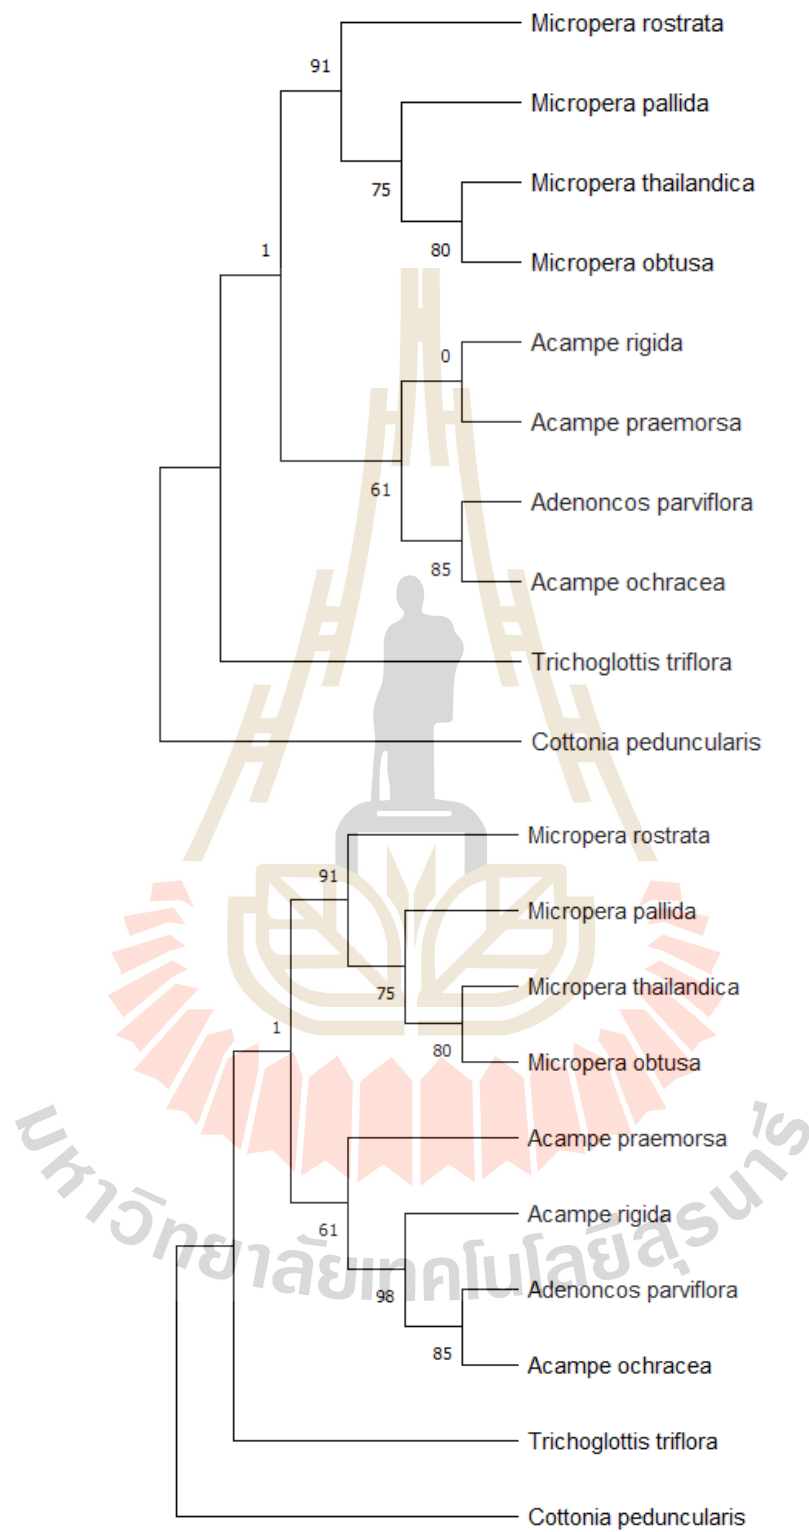 Micropera rostrata
91
Micropera pallida
75
Micropera thailandica
80
Micropera obtusa
1
Acampe rigida
0
Acampe praemorsa
61
Adenoncos parviflora
85
Acampe ochracea
Trichoglottis triflora
Cottonia peduncularis
Micropera rostrata
91
Micropera pallida
75
Micropera thailandica
80
Micropera obtusa
1
Acampe praemorsa
61
Acampe rigida
98
Adenoncos parviflora
85
Acampe ochracea
Trichoglottis triflora
Cottonia peduncularis
มหาวิทยาลัยเทคโนโลยีสุรนารี